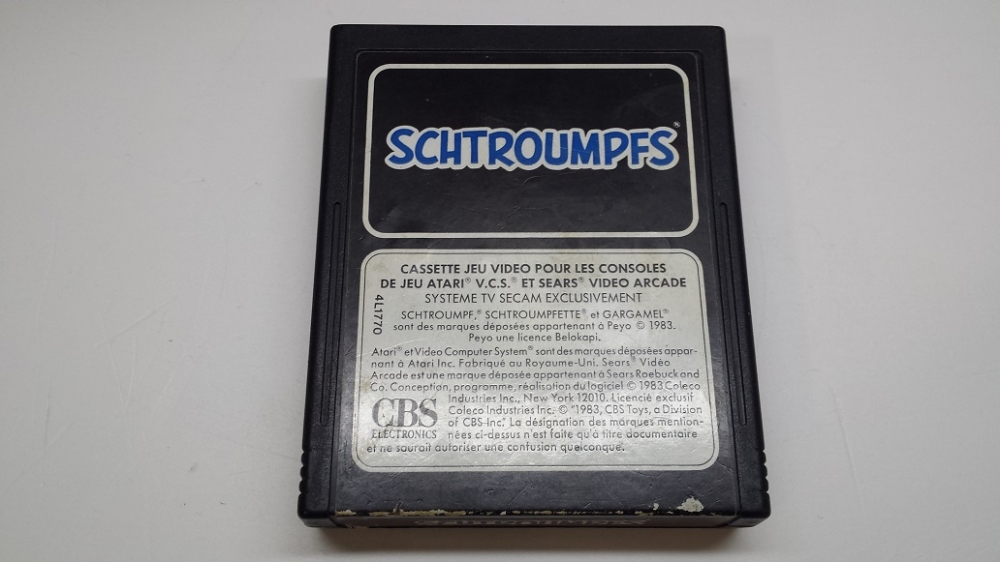 SCHTROUMPFS®
CASSETTE JEU VIDEO POUR LES CONSOLES
DE JEU ATARI® V.C.S.® ET SEARS® VIDEO ARCADE
SYSTEME TV SECAM EXCLUSIVEMENT
4L1770
SCHTROUMPF,® SCHTROUMPFETTE® et GARGAMEL®
sont des marques déposées appartenant à Peyo © 1983.
Peyo une licence Belokapi.
Atari® et Video Computer System® sont des marques déposées appar-
nant à Atari Inc. Fabriqué au Royaume-Uni. Sears® Vidéo
Arcade est une marque déposée appartenant à Sears Roebuck and
Co. Conception, programme, réalisation du logiciel © 1983 Coleco
Industries Inc., New York 12010. Licencié exclusif
Coleco Industries Inc. © 1983, CBS Toys, a Division
of CBS Inc. La désignation des marques mention-
CBS
ELECTRONICS
nées ci-dessus n'est faite qu'à titre documentaire
et ne saurait autoriser une confusion quelconque.